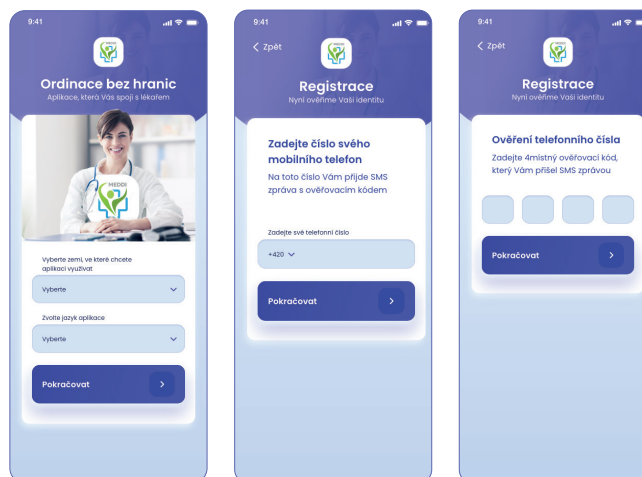 9:41
MEDDI
Ordinace bez hranic
Aplikace, která Vás spojí s lékařem
MEDDI
Vyberte zemi, ve které chcete
aplikaci využívat
Vyberte
Zvolte jazyk aplikace
Vyberte
Pokračovat
9:41
Zpět
MEDDI
Registrace
Nyní ověříme Vaši identitu
Zadejte číslo svého
mobilního telefon
Na toto číslo Vám přijde SMS
zpráva s ověřovacím kódem
Zadejte své telefonní číslo
+420
Pokračovat
9:41
Zpět
MEDDI
Registrace
Nyní ověříme Vaši identitu
Ověření telefonního čísla
Zadejte 4místný ověřovací kód,
který Vám přišel SMS zprávou
Pokračovat